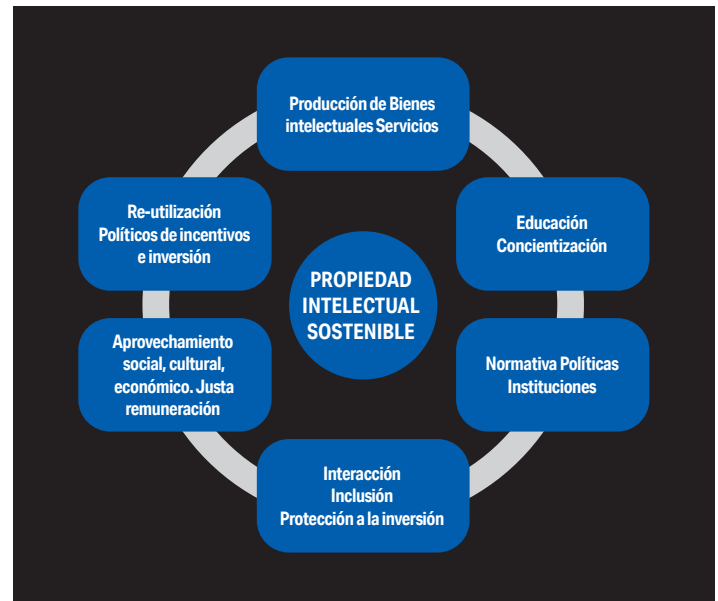 Producción de Bienes
intelectuales Servicios
Educación
Concientización
Normativa Políticas
Instituciones
Interacción
Inclusión
Protección a la inversión
Aprovechamiento
social, cultural,
económico. Justa
remuneración
Re-utilización
Políticos de incentivos
e inversión
PROPIEDAD
INTELECTUAL
SOSTENIBLE